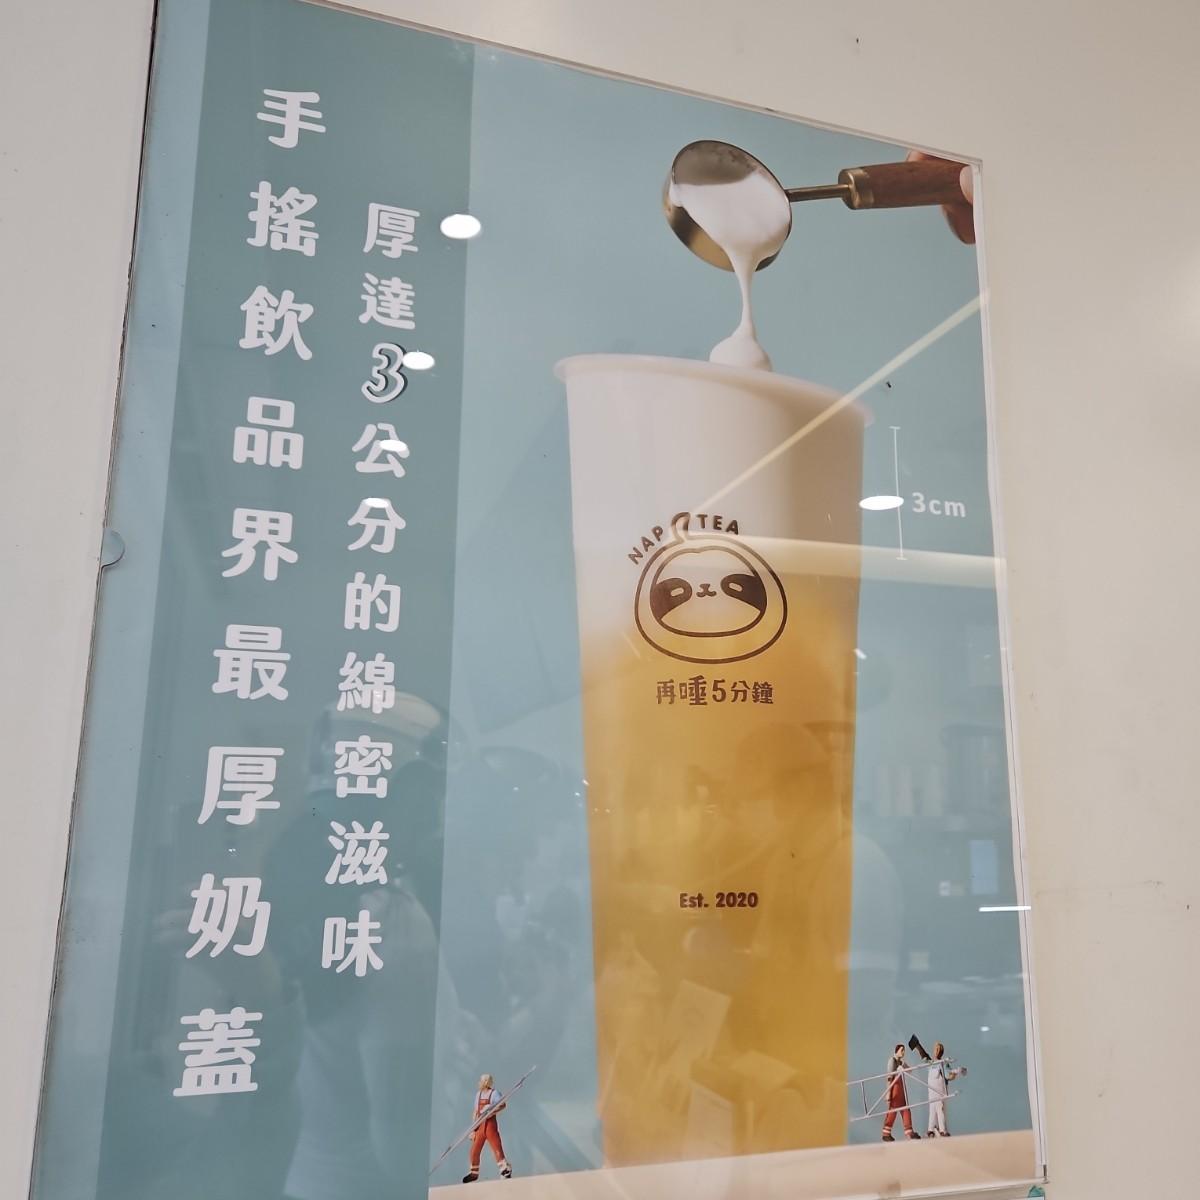 手搖飲品界最厚奶蓋
厚達3公分的綿密滋味
3cm
NAP TEA
再睡5分鐘
Est. 2020